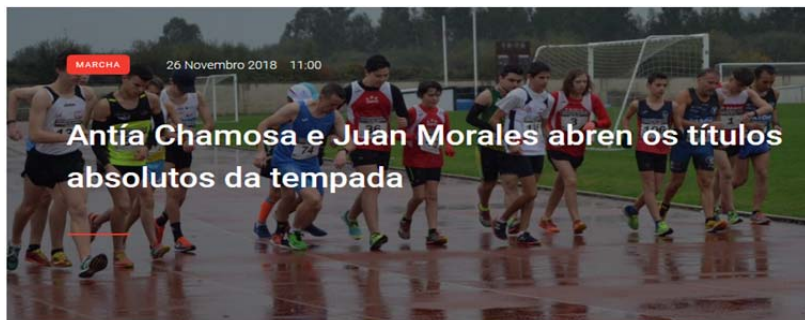 MARCHA 26 Novembro 2018 11:00
Antía Chamosa e Juan Morales abren os títulos
absolutos da tempada